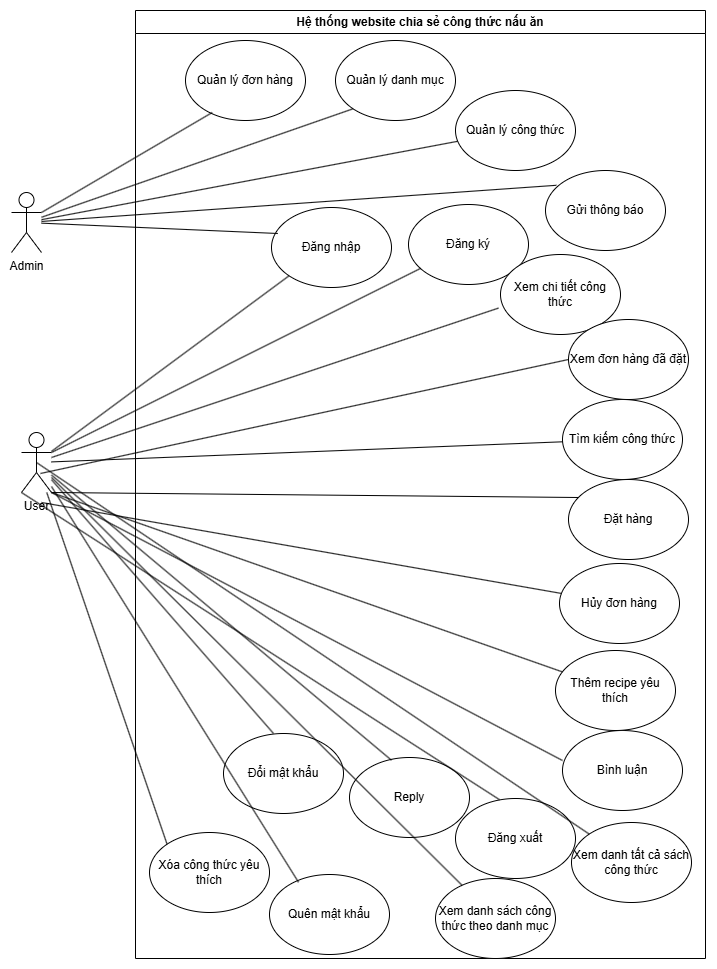 Hệ thống website chia sẻ công thức nấu ăn
Quản lý đơn hàng
Quản lý danh mục
Quản lý công thức
Gửi thông báo
Đăng nhập
Đăng ký
Admin
Xem chi tiết công
thức
Xem đơn hàng đã đặt
Tìm kiếm công thức
User
Đặt hàng
Hủy đơn hàng
Thêm recipe yêu
thích
Bình luận
Đổi mật khẩu
Reply
Đăng xuất
Xem danh tất cả sách
công thức
Xóa công thức yêu
thích
Quên mật khẩu
Xem danh sách công
thức theo danh mục